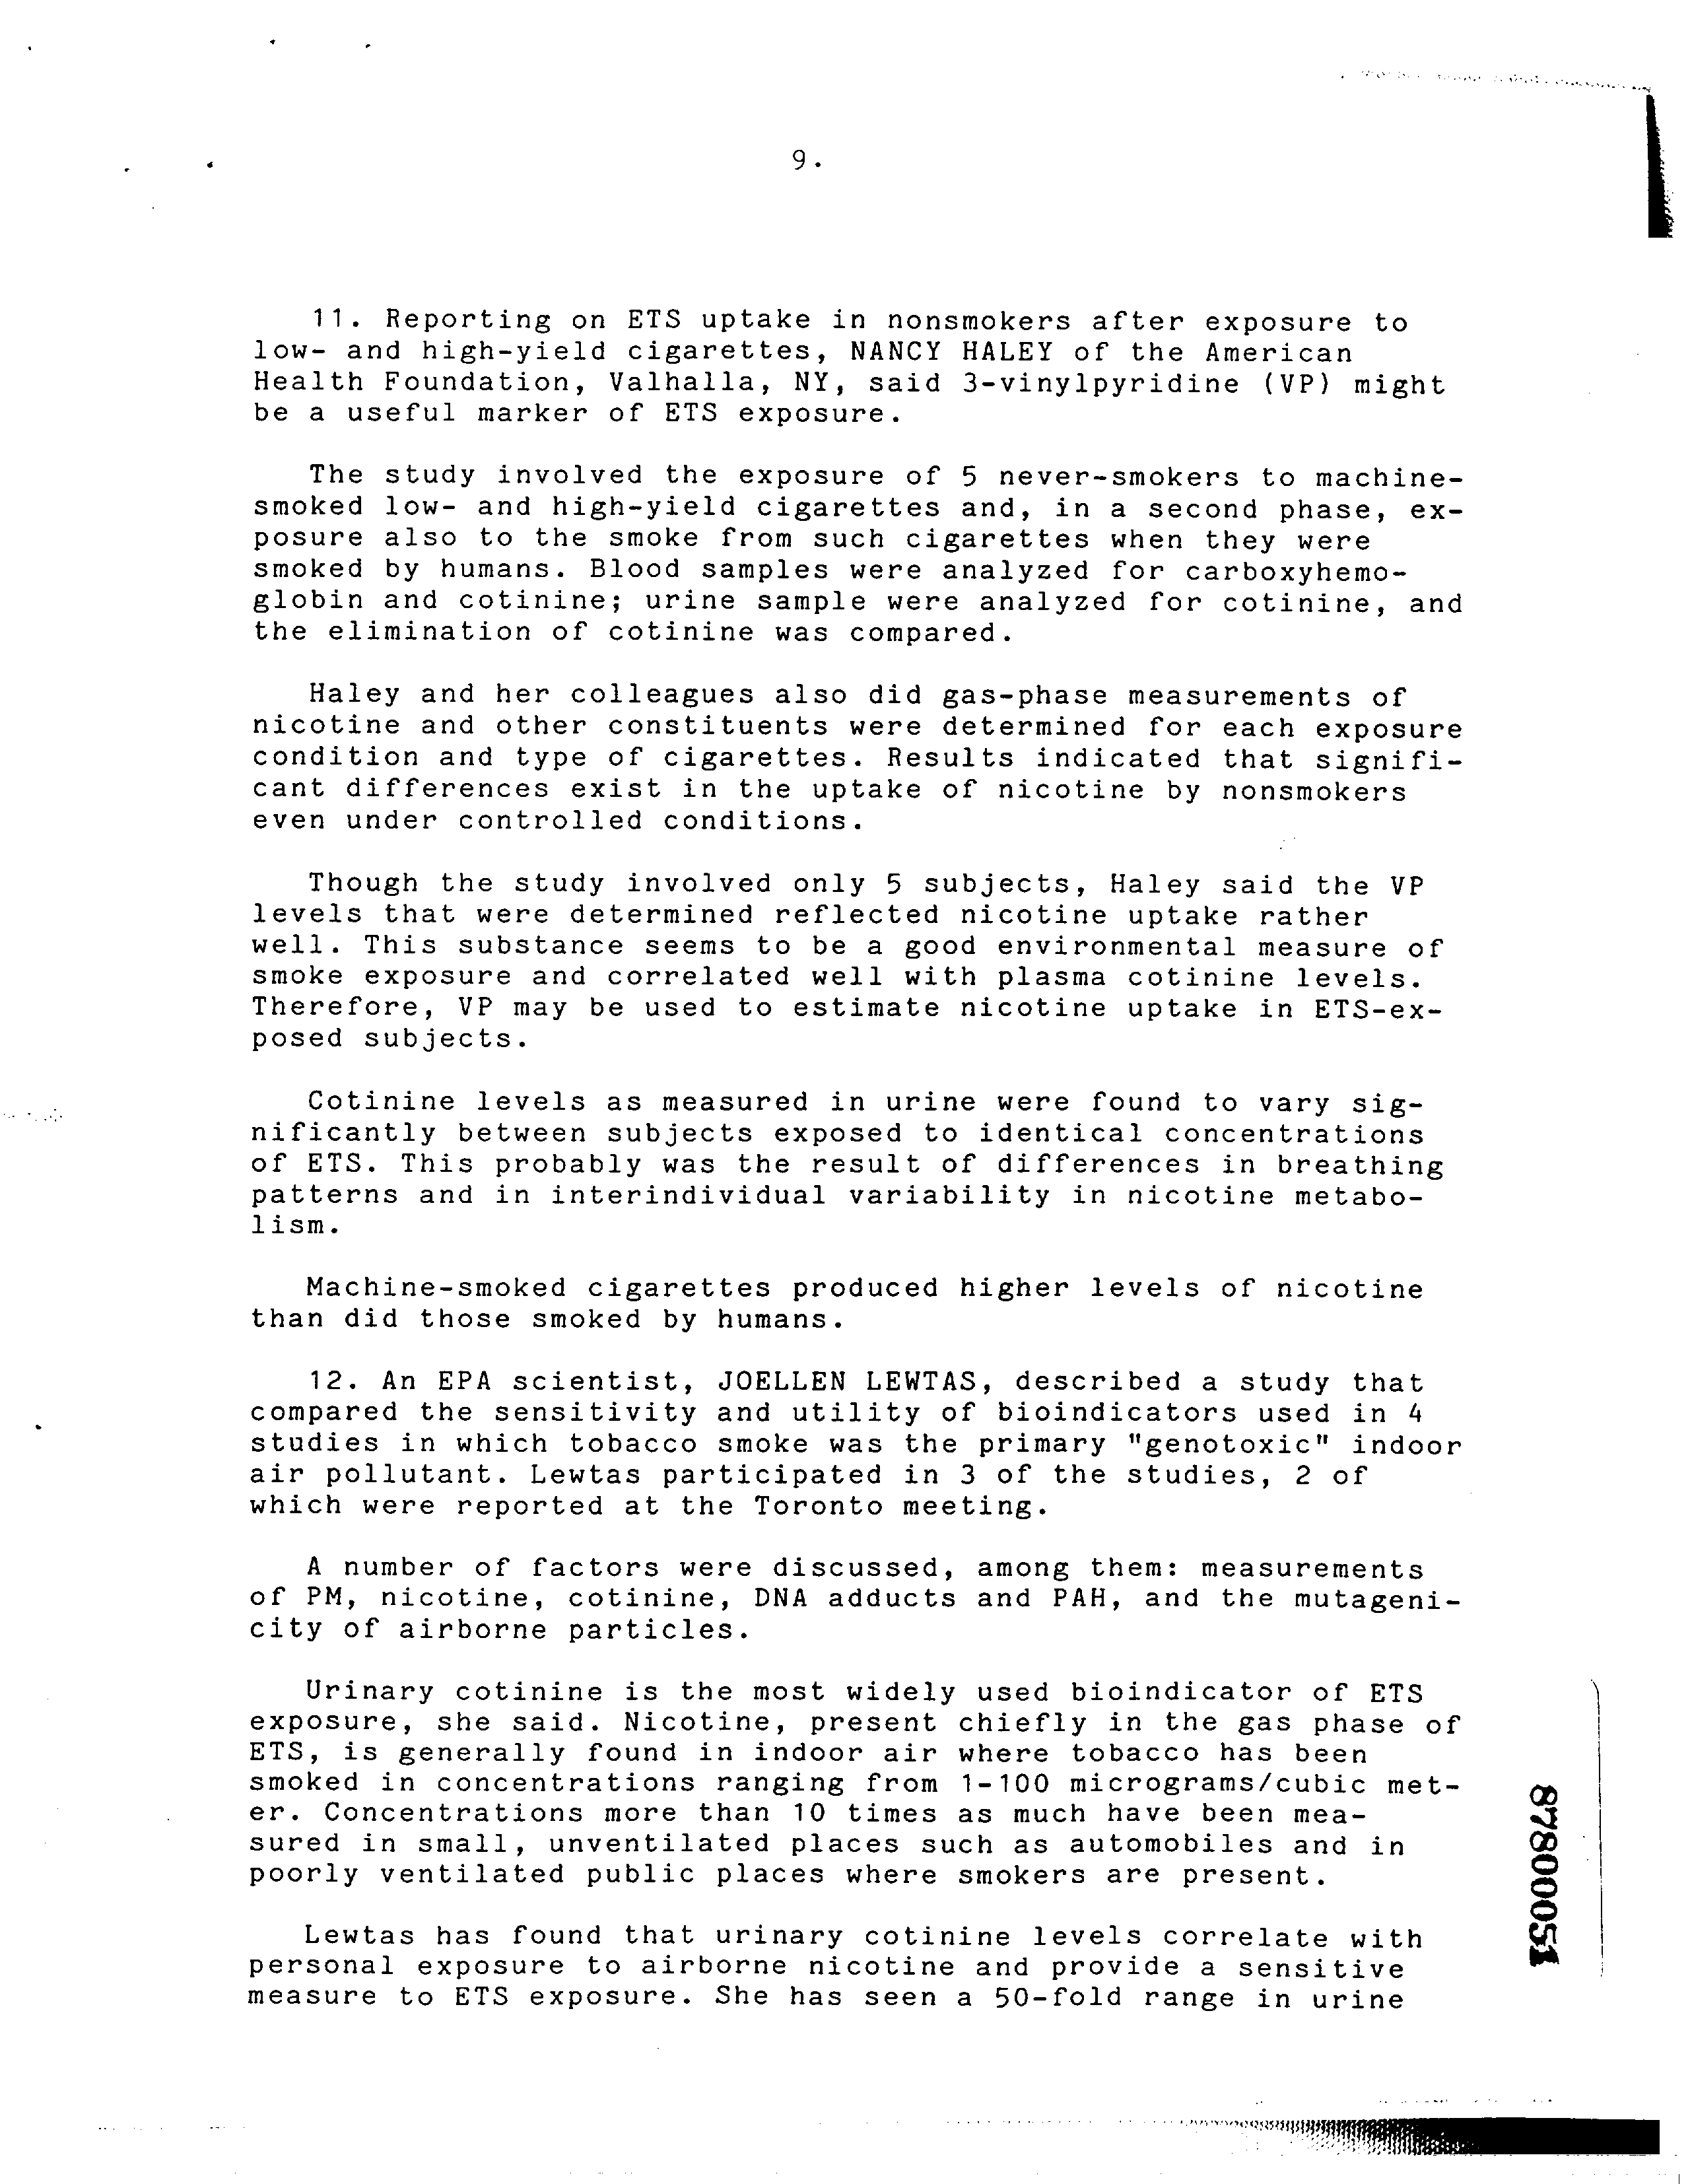 9.
11. Reporting on ETS uptake in nonsmokers after exposure to
low- and high-yield cigarettes, NANCY HALEY of the American
Health Foundation, Valhalla, NY, said 3-vinylpyridine (VP) might
be a useful marker of ETS exposure.
The study involved the exposure of 5 never-smokers to machine-
smoked low- and high-yield cigarettes and, in a second phase, ex-
posure also to the smoke from such cigarettes when they were
smoked by humans. Blood samples were analyzed for carboxyhemo-
globin and cotinine; urine sample were analyzed for cotinine, and
the elimination of cotinine was compared.
Haley and her colleagues also did gas-phase measurements of
nicotine and other constituents were determined for each exposure
condition and type of cigarettes. Results indicated that signifi-
cant differences exist in the uptake of nicotine by nonsmokers
even under controlled conditions.
Though the study involved only 5 subjects, Haley said the VP
levels that were determined reflected nicotine uptake rather
well. This substance seems to be a good environmental measure of
smoke exposure and correlated well with plasma cotinine levels.
Therefore, VP may be used to estimate nicotine uptake in ETS-ex-
posed subjects.
Cotinine levels as measured in urine were found to vary sig-
nificantly between subjects exposed to identical concentrations
of ETS. This probably was the result of differences in breathing
patterns and in interindividual variability in nicotine metabo-
lism.
Machine-smoked cigarettes produced higher levels of nicotine
than did those smoked by humans.
12. An EPA scientist, JOELLEN LEWTAS, described a study that
compared the sensitivity and utility of bioindicators used in 4
studies in which tobacco smoke was the primary "genotoxic" indoor
air pollutant. Lewtas participated in 3 of the studies, 2 of
which were reported at the Toronto meeting.
A number of factors were discussed, among them: measurements
of PM, nicotine, cotinine, DNA adducts and PAH, and the mutageni-
city of airborne particles.
Urinary cotinine is the most widely used bioindicator of ETS
exposure, she said. Nicotine, present chiefly in the gas phase of
ETS, is generally found in indoor air where tobacco has been
smoked in concentrations ranging from 1-100 micrograms/cubic met-
er. Concentrations more than 10 times as much have been mea-
sured in small, unventilated places such as automobiles and in
poorly ventilated public places where smokers are present.
Lewtas has found that urinary cotinine levels correlate with
personal exposure to airborne nicotine and provide a sensitive
measure to ETS exposure. She has seen a 50-fold range in urine
87800051